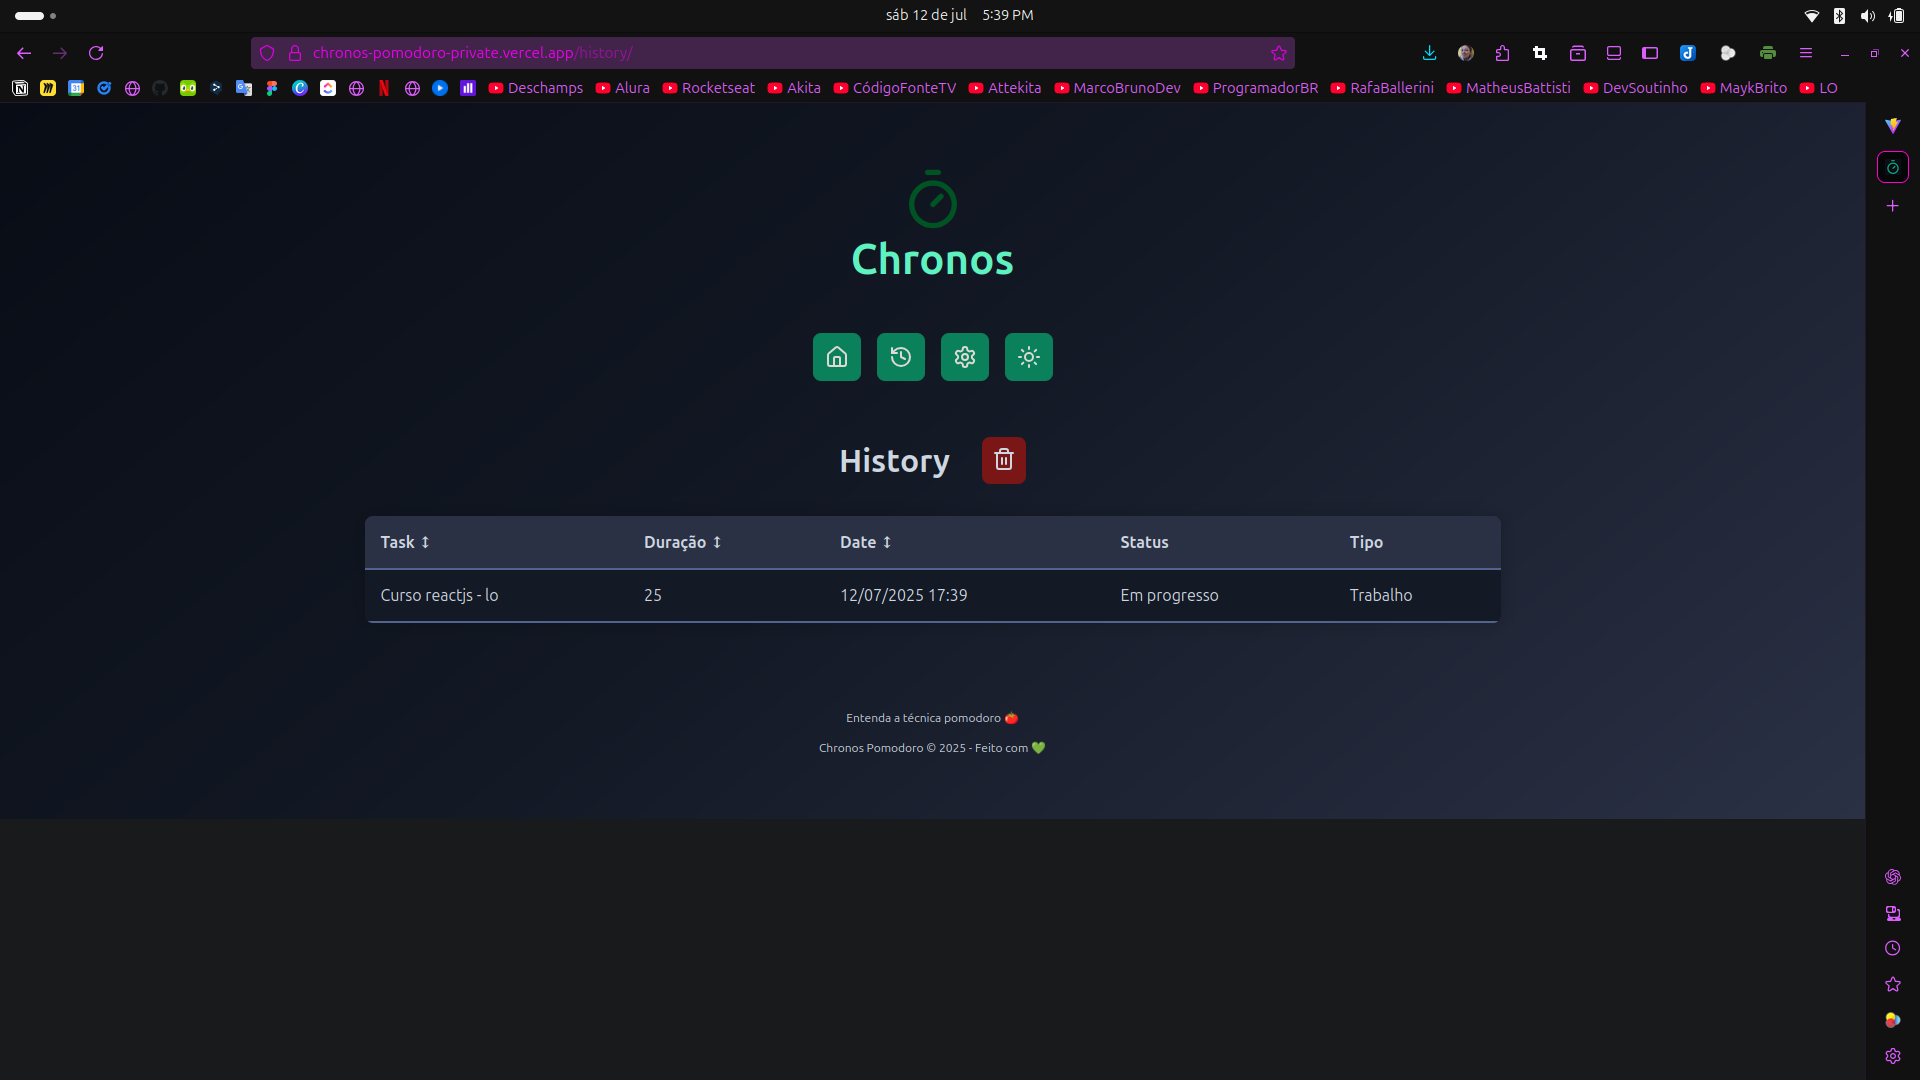 sáb 12 de jul 5:39 PM
chronos-pomodoro-private.vercel.app/history/
Deschamps Alura Rocketseat Akita CódigoFonteTV Attekita MarcoBrunoDev ProgramadorBR RafaBallerini MatheusBattisti DevSoutinho MaykBrito LO
Chronos
History
Task ↕ Duração ↕ Date ↕ Status Tipo
Curso reactjs - lo 25 12/07/2025 17:39 Em progresso Trabalho
Entenda a técnica pomodoro 🍅
Chronos Pomodoro © 2025 - Feito com 💚